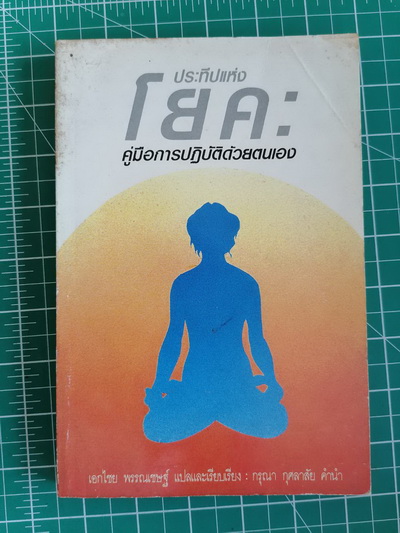 ประทีปแห่ง
โยคะ
คู่มือการปฏิบัติด้วยตนเอง
เอกไชย พรรณเชษฐ์ แปลและเรียบเรียง : กรุณา กุศลาสัย คำนำ